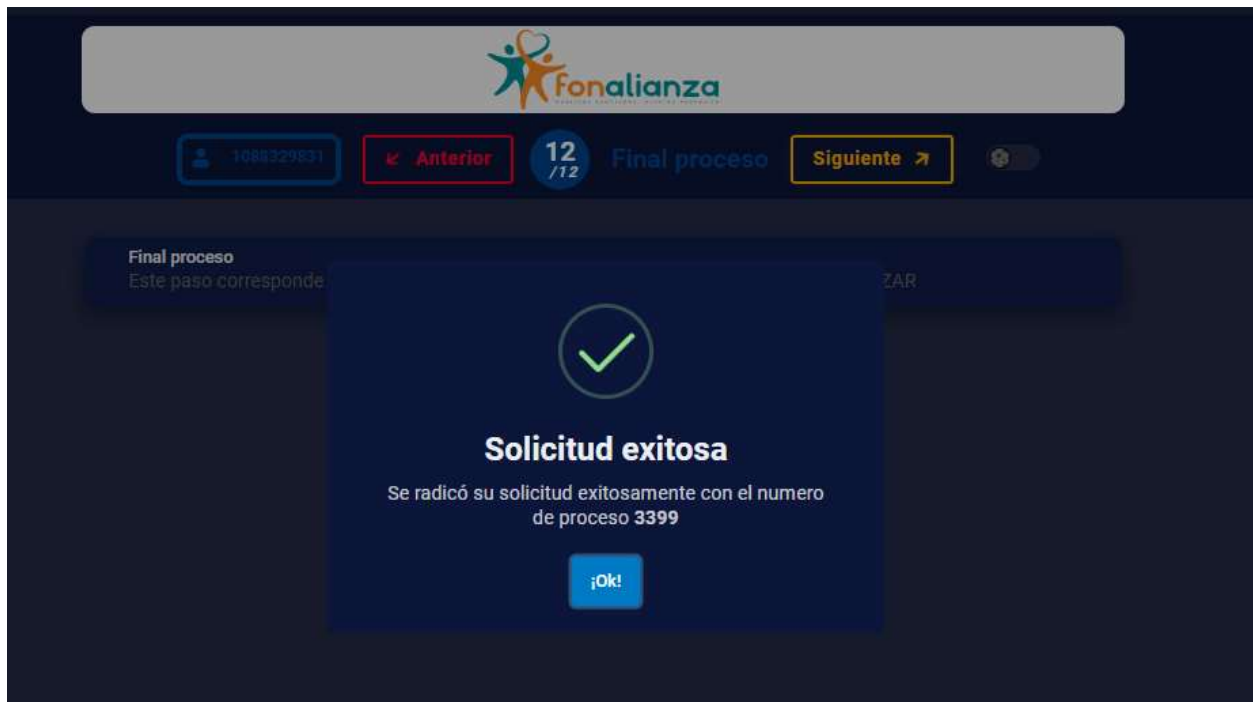 fonalianza
1088329831
Anterior
12
/12
Final proceso
Siguiente
Final proceso
Este paso corresponde
ZAR
Solicitud exitosa
Se radicó su solicitud exitosamente con el numero
de proceso 3399
¡Ok!